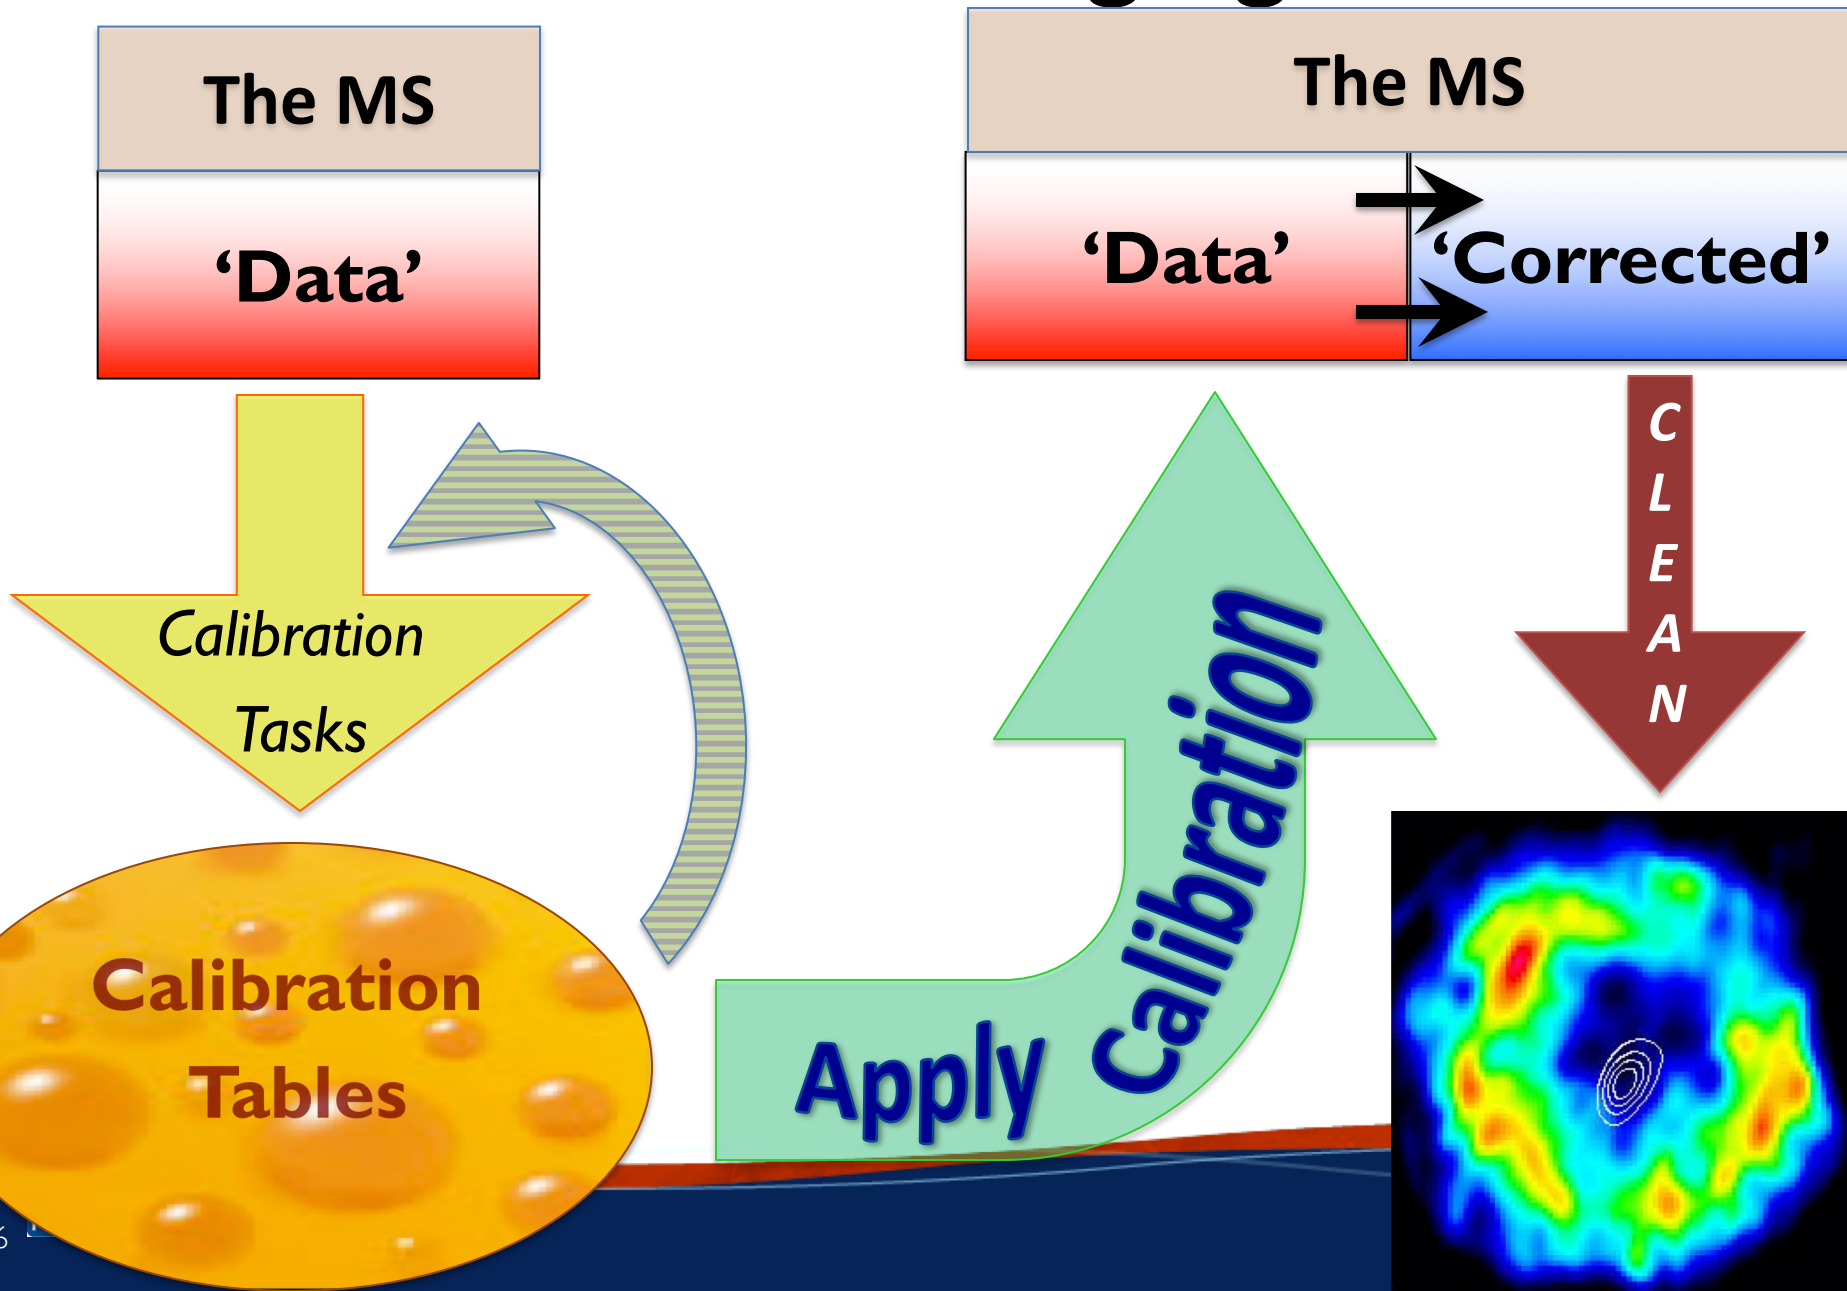 The MS
‘Data’
Calibration
Tasks
Calibration
Tables
Apply Calibration
The MS
‘Data’
‘Corrected’
C
L
E
A
N